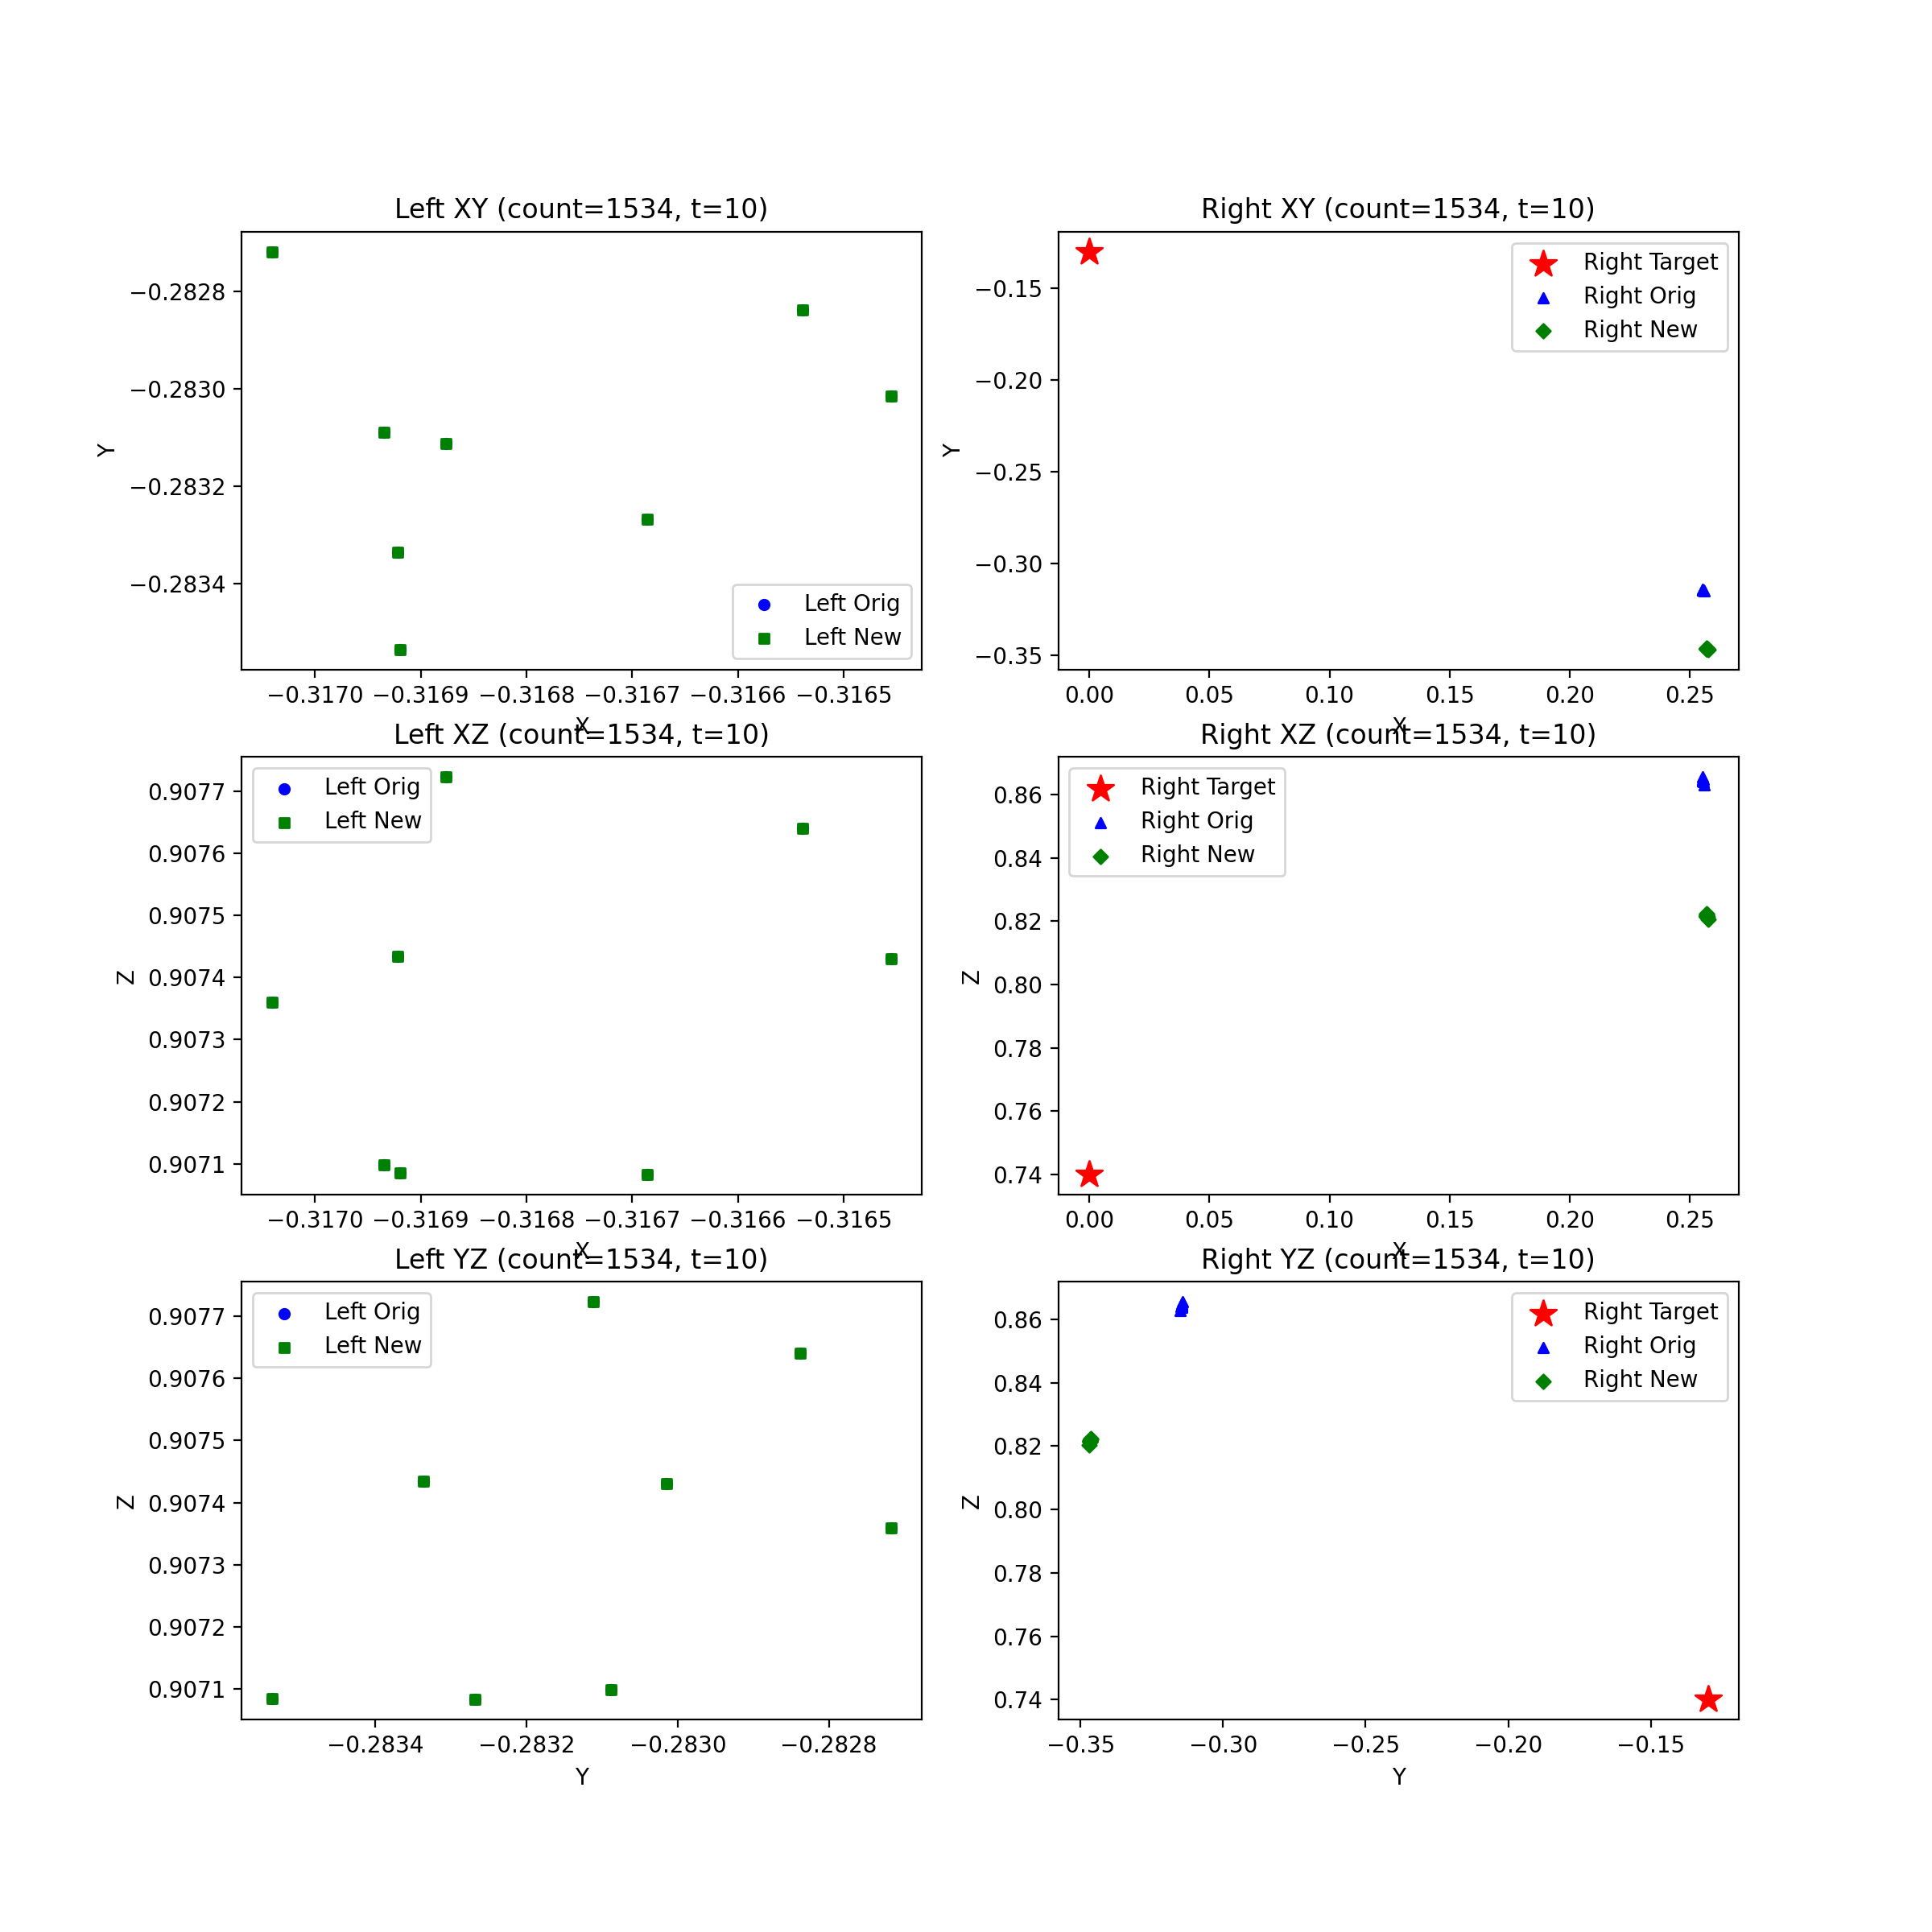 Left XY (count=1534, t=10)
Y
−0.2828
−0.2830
−0.2832
−0.2834
Left Orig
Left New
−0.3170 −0.3169 −0.3168 −0.3167 −0.3166 −0.3165
X
Right XY (count=1534, t=10)
Y
−0.15
−0.20
−0.25
−0.30
−0.35
Right Target
Right Orig
Right New
0.00 0.05 0.10 0.15 0.20 0.25
X
Left XZ (count=1534, t=10)
Z
0.9077
0.9076
0.9075
0.9074
0.9073
0.9072
0.9071
Left Orig
Left New
−0.3170 −0.3169 −0.3168 −0.3167 −0.3166 −0.3165
X
Right XZ (count=1534, t=10)
Z
0.86
0.84
0.82
0.80
0.78
0.76
0.74
Right Target
Right Orig
Right New
0.00 0.05 0.10 0.15 0.20 0.25
X
Left YZ (count=1534, t=10)
Z
0.9077
0.9076
0.9075
0.9074
0.9073
0.9072
0.9071
Left Orig
Left New
−0.2834 −0.2832 −0.2830 −0.2828
Y
Right YZ (count=1534, t=10)
Z
0.86
0.84
0.82
0.80
0.78
0.76
0.74
Right Target
Right Orig
Right New
−0.35 −0.30 −0.25 −0.20 −0.15
Y